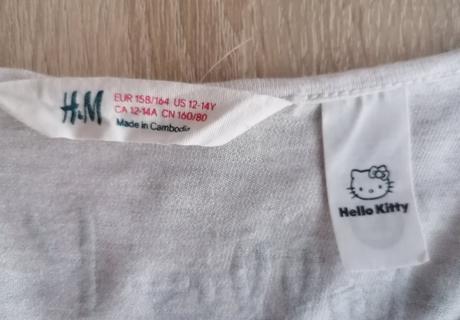 H&M
EUR 158/164 US 12-14Y
CA 12-14A CN 160/80
Made in Cambodia
Hello Kitty